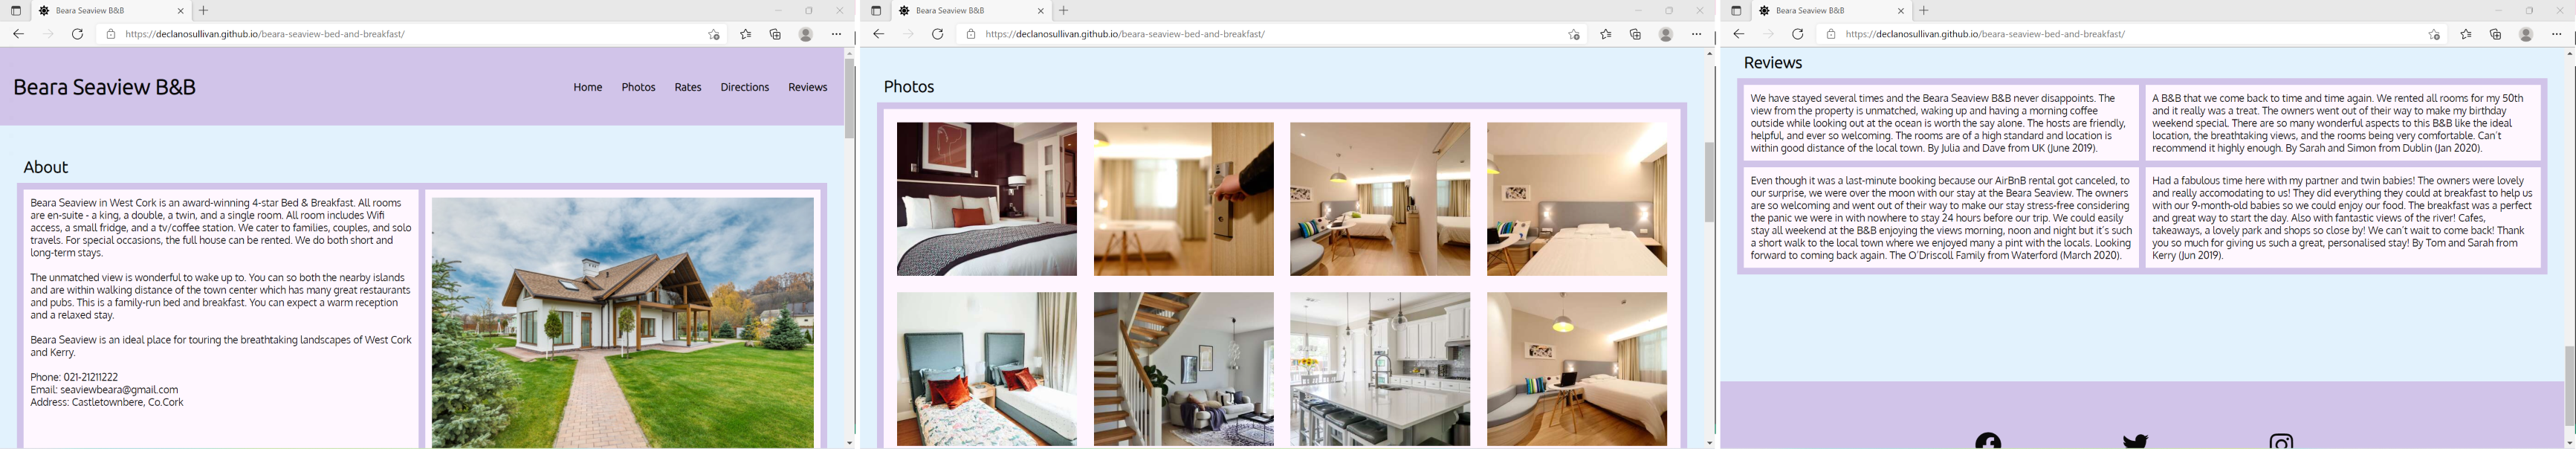 Beara Seaview B&B
https://declanosullivan.github.io/beara-seaview-bed-and-breakfast/
Beara Seaview B&B
Home Photos Rates Directions Reviews
About
Beara Seaview in West Cork is an award-winning 4-star Bed & Breakfast. All rooms
are en-suite - a king, a double, a twin, and a single room. All room includes Wifi
access, a small fridge, and a tv/coffee station. We cater to families, couples, and solo
travels. For special occasions, the full house can be rented. We do both short and
long-term stays.
The unmatched view is wonderful to wake up to. You can so both the nearby islands
and are within walking distance of the town center which has many great restaurants
and pubs. This is a family-run bed and breakfast. You can expect a warm reception
and a relaxed stay.
Beara Seaview is an ideal place for touring the breathtaking landscapes of West Cork
and Kerry.
Phone: 021-21211222
Email: seaviewbeara@gmail.com
Address: Castletownbere, Co.Cork
Beara Seaview B&B
https://declanosullivan.github.io/beara-seaview-bed-and-breakfast/
Photos
Beara Seaview B&B
https://declanosullivan.github.io/beara-seaview-bed-and-breakfast/
Reviews
We have stayed several times and the Beara Seaview B&B never disappoints. The
view from the property is unmatched, waking up and having a morning coffee
outside while looking out at the ocean is worth the say alone. The hosts are friendly,
helpful, and ever so welcoming. The rooms are of a high standard and location is
within good distance of the local town. By Julia and Dave from UK (June 2019).
A B&B that we come back to time and time again. We rented all rooms for my 50th
and it really was a treat. The owners went out of their way to make my birthday
weekend special. There are so many wonderful aspects to this B&B like the ideal
location, the breathtaking views, and the rooms being very comfortable. Can't
recommend it highly enough. By Sarah and Simon from Dublin (Jan 2020).
Even though it was a last-minute booking because our AirBnB rental got canceled, to
our surprise, we were over the moon with our stay at the Beara Seaview. The owners
are so welcoming and went out of their way to make our stay stress-free considering
the panic we were in with nowhere to stay 24 hours before our trip. We could easily
stay all weekend at the B&B enjoying the views morning, noon and night but it's such
a short walk to the local town where we enjoyed many a pint with the locals. Looking
forward to coming back again. The O'Driscoll Family from Waterford (March 2020).
Had a fabulous time here with my partner and twin babies! The owners were lovely
and really accomodating to us! They did everything they could at breakfast to help us
with our 9-month-old babies so we could enjoy our food. The breakfast was a perfect
and great way to start the day. Also with fantastic views of the river! Cafes,
takeaways, a lovely park and shops so close by! We can't wait to come back! Thank
you so much for giving us such a great, personalised stay! By Tom and Sarah from
Kerry (Jun 2019).